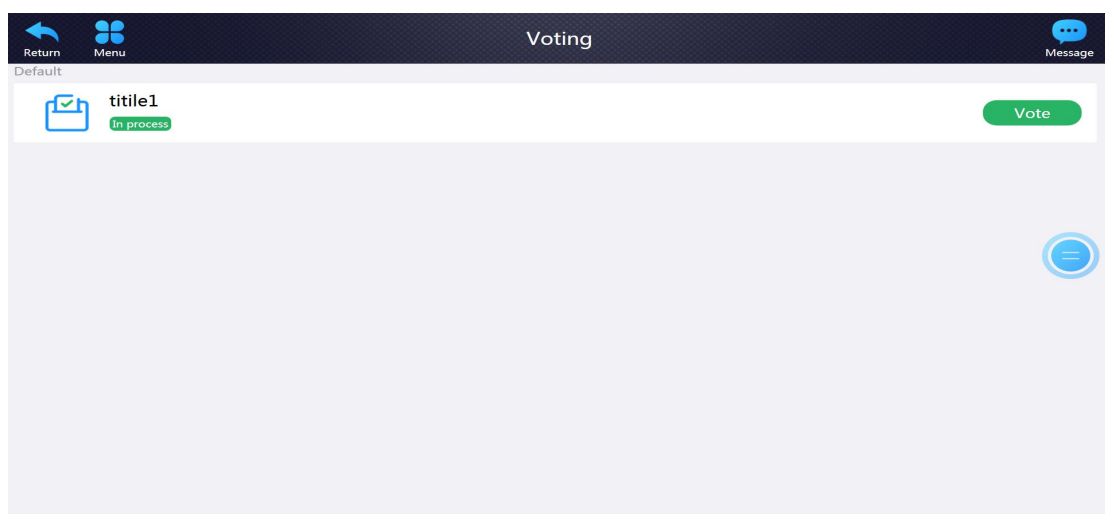 Return
Menu
Voting
Message
Default
titile1
In process
Vote